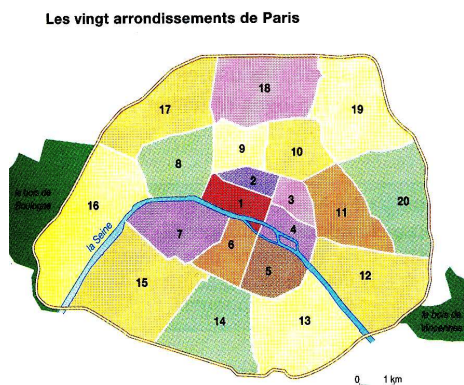 Les vingt arrondissements de Paris
18
17
19
9
10
8
2
le bois de
Boulogne
16
1
3
11
20
la Seine
7
4
6
5
15
12
14
13
le bois de
Vincennes
0 1 km